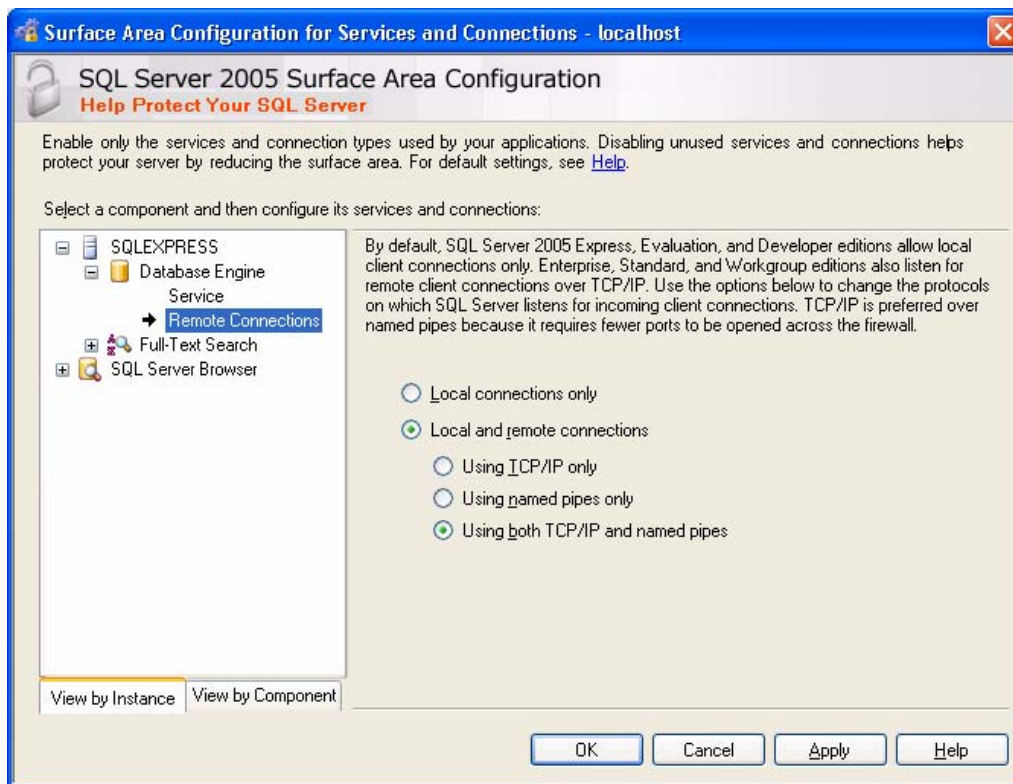 Surface Area Configuration for Services and Connections - localhost
SQL Server 2005 Surface Area Configuration
Help Protect Your SQL Server
Enable only the services and connection types used by your applications. Disabling unused services and connections helps
protect your server by reducing the surface area. For default settings, see Help.
Select a component and then configure its services and connections:
SQLEXPRESS
Database Engine
Service
Remote Connections
Full-Text Search
SQL Server Browser
View by Instance
View by Component
By default, SQL Server 2005 Express, Evaluation, and Developer editions allow local
client connections only. Enterprise, Standard, and Workgroup editions also listen for
remote client connections over TCP/IP. Use the options below to change the protocols
on which SQL Server listens for incoming client connections. TCP/IP is preferred over
named pipes because it requires fewer ports to be opened across the firewall.
Local connections only
Local and remote connections
Using TCP/IP only
Using named pipes only
Using both TCP/IP and named pipes
OK
Cancel
Apply
Help